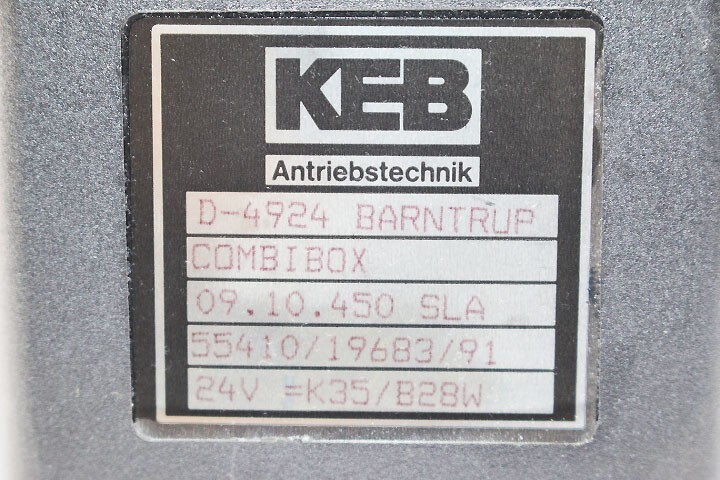 KEB
Antriebstechnik
D-4924 BARNTRUP
COMBIBOX
09.10.450 SLA
55410/19683/91
24V =K35/B28W